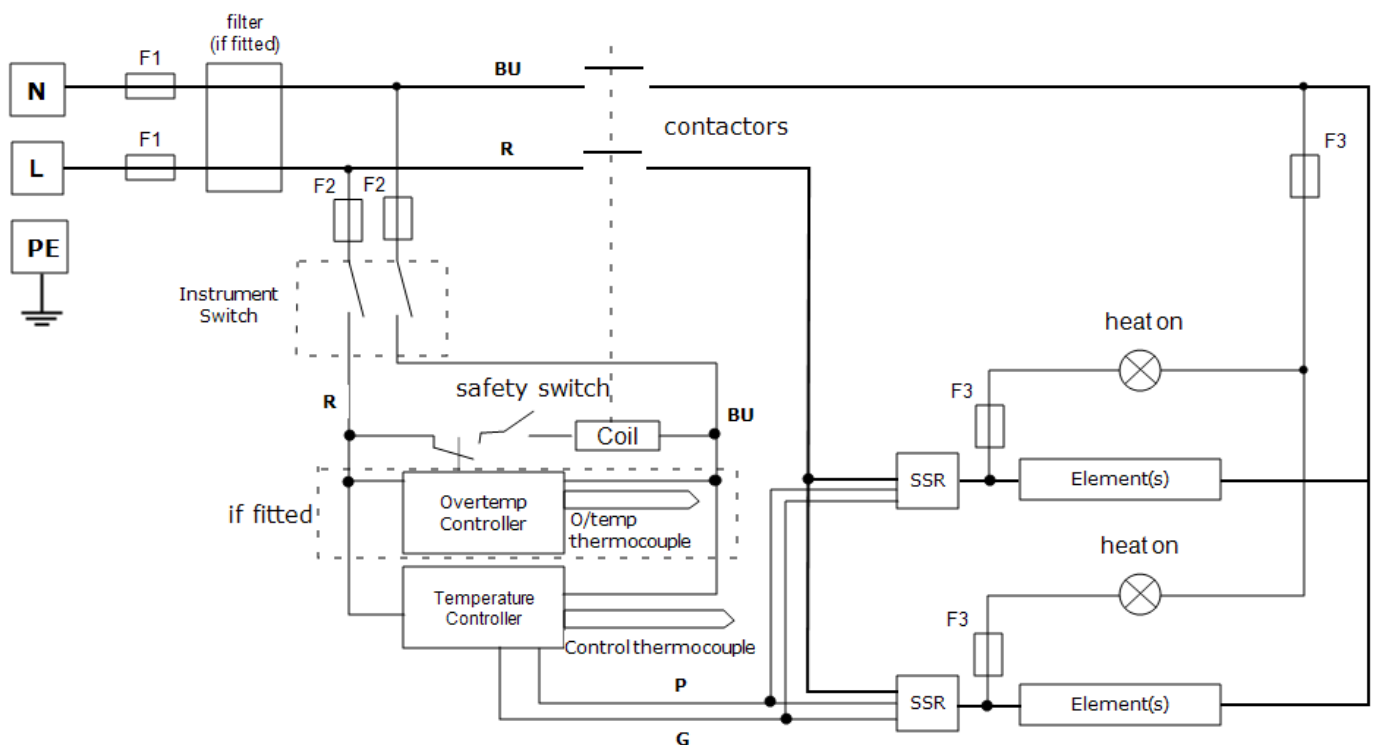 filter
(if fitted)
F1
N
BU
F1
contactors
L
R
F3
F2
F2
PE
Instrument
Switch
heat on
safety switch
R
BU
F3
Coil
SSR
Element(s)
Overtemp
Controller
if fitted
O/temp
thermocouple
heat on
Temperature
Controller
F3
Control thermocouple
P
SSR
Element(s)
G